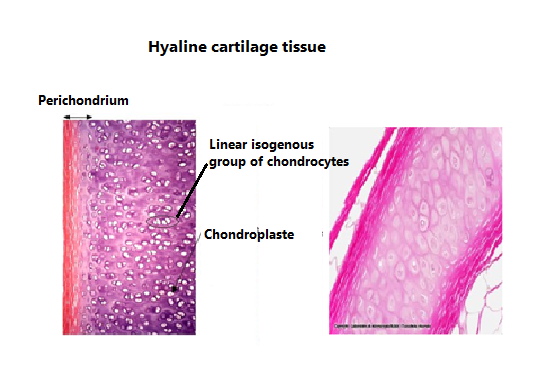 Hyaline cartilage tissue
Perichondrium
Linear isogenous
group of chondrocytes
Chondroplaste